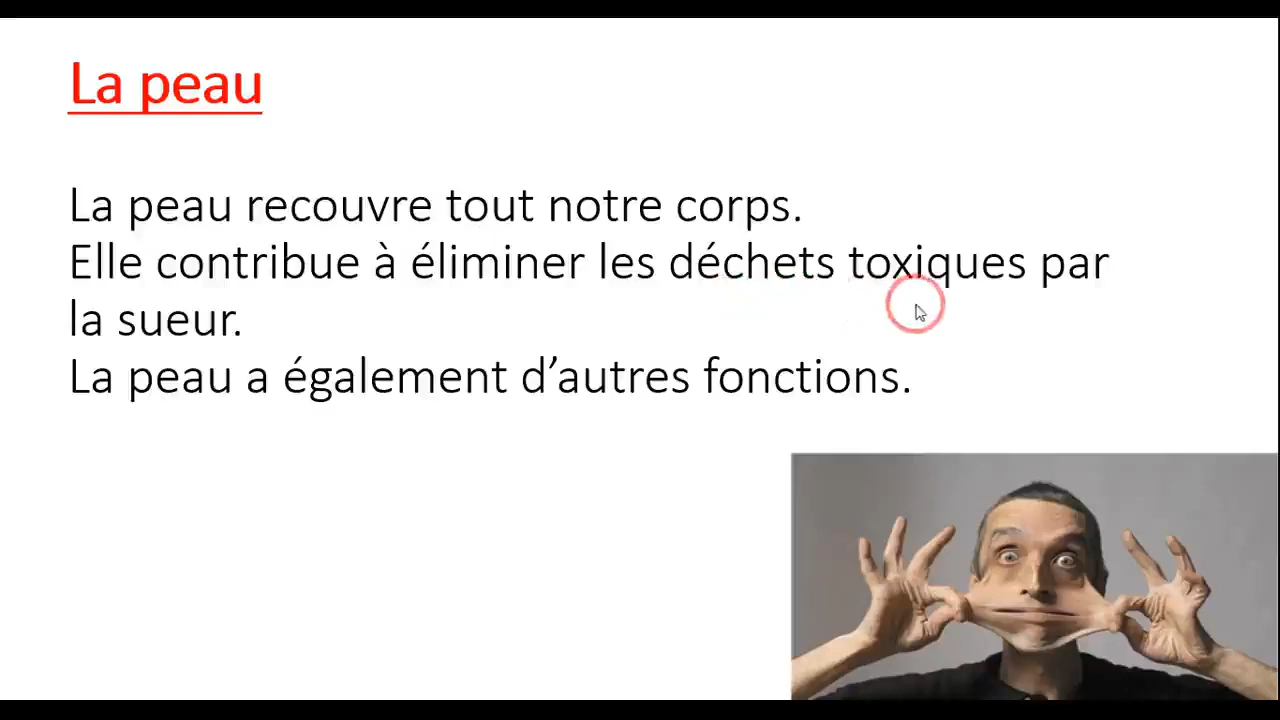 La peau
La peau recouvre tout notre corps.
Elle contribue à éliminer les déchets toxiques par
la sueur.
La peau a également d’autres fonctions.